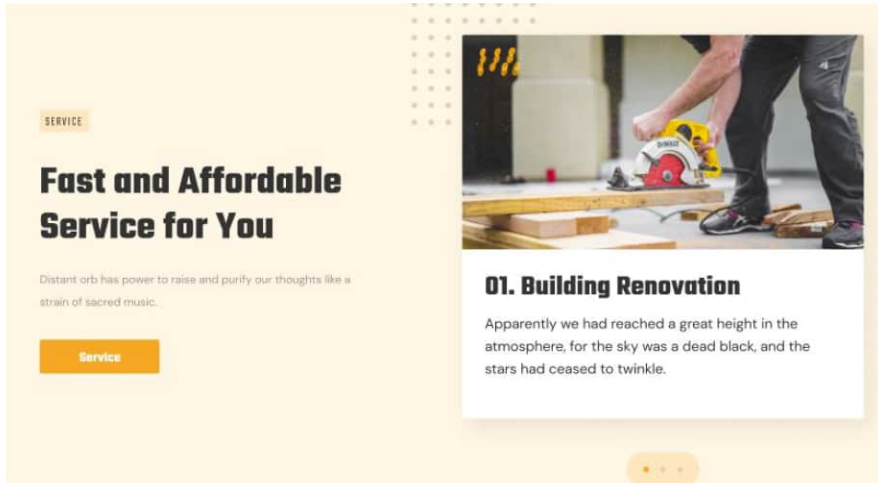 SERVICE
Fast and Affordable
Service for You
Distant orb has power to raise and purify our thoughts like a
strain of sacred music.
Service
DEWALT
01. Building Renovation
Apparently we had reached a great height in the
atmosphere, for the sky was a dead black, and the
stars had ceased to twinkle.